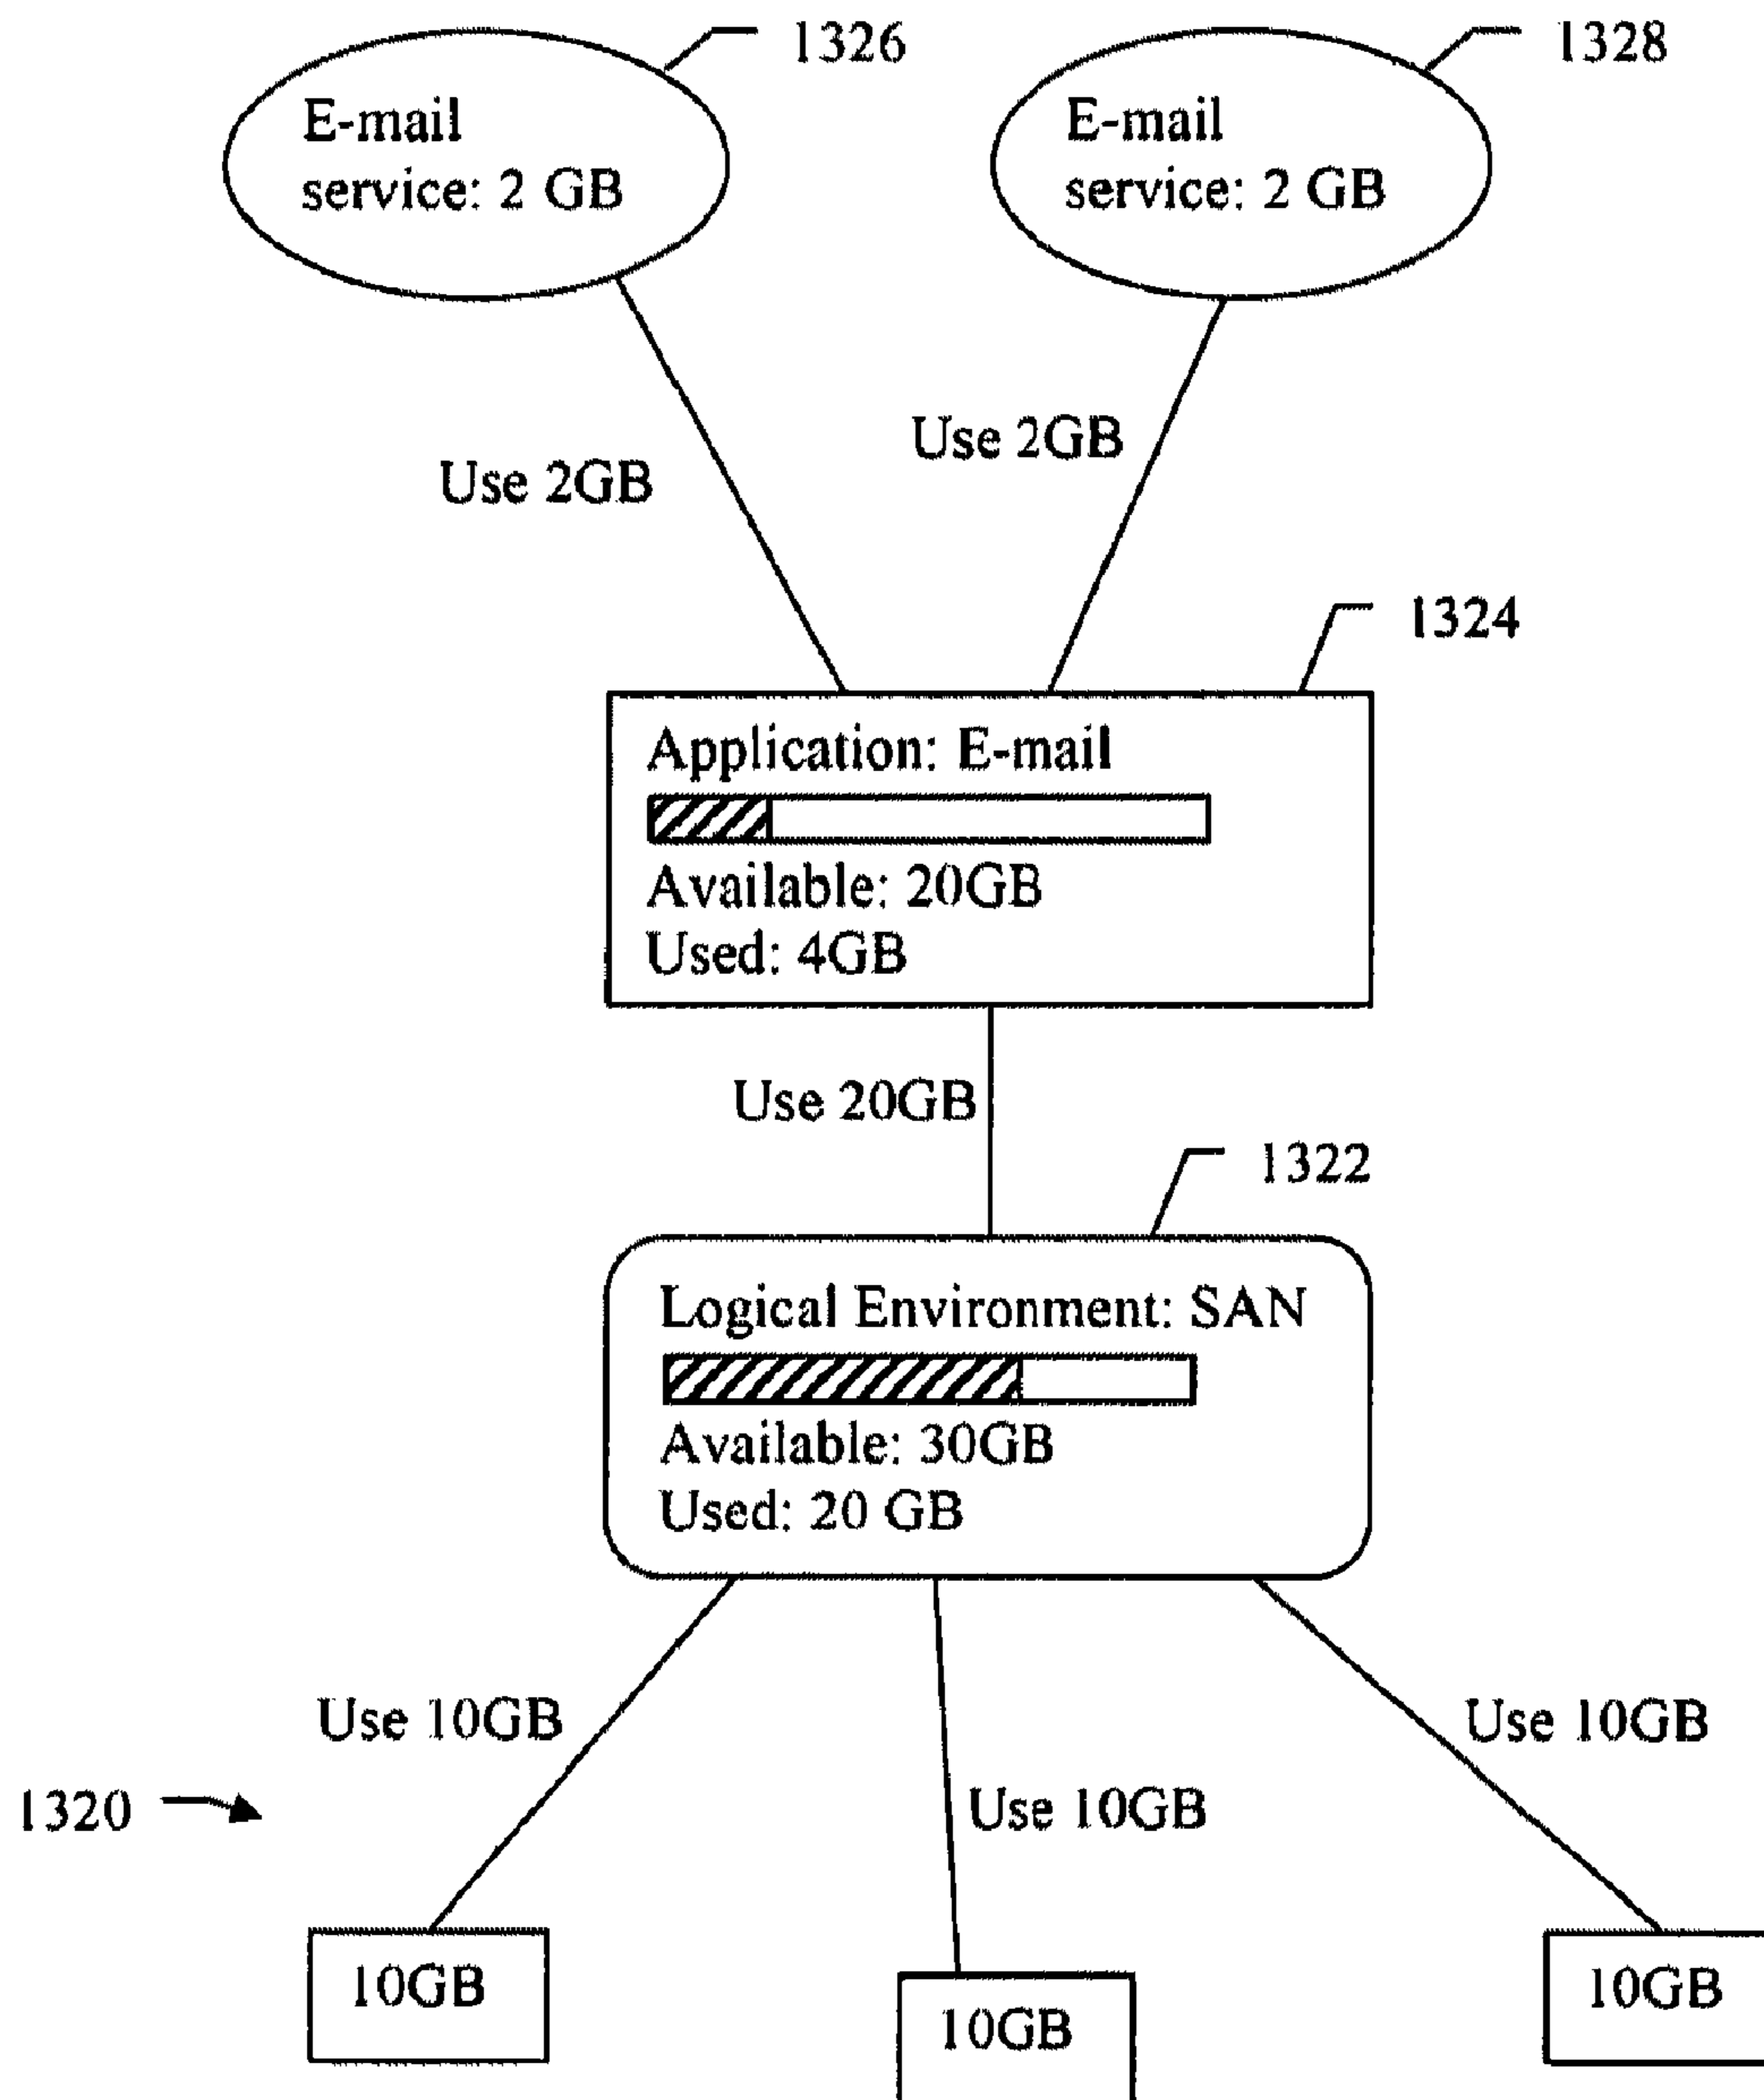 1326
1328
E-mail
service: 2 GB
E-mail
service: 2 GB
Use 2GB
Use 2GB
1324
Application: E-mail
Available: 20GB
Used: 4GB
Use 20GB
1322
Logical Environment: SAN
Available: 30GB
Used: 20 GB
Use 10GB
Use 10GB
Use 10GB
1320
10GB
10GB
10GB